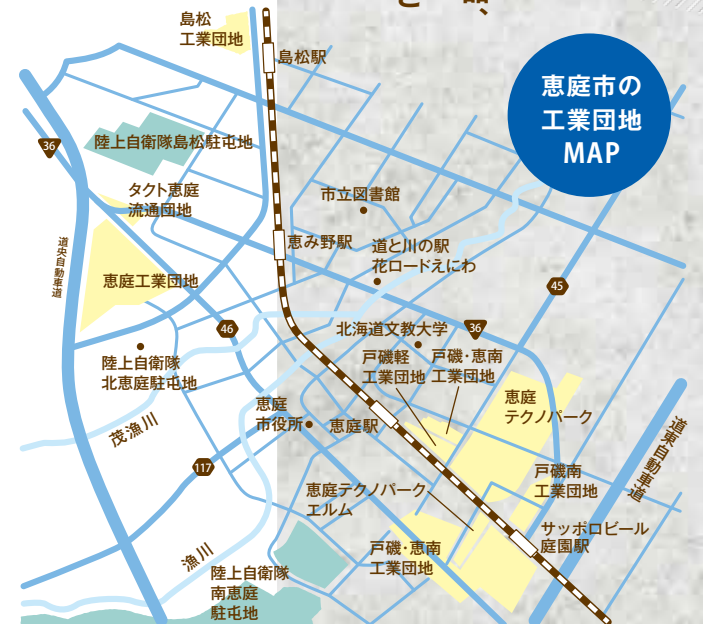 と
島松
工業団地
島松駅
恵庭市の
工業団地
MAP
36
陸上自衛隊島松駐屯地
タクト恵庭
流通団地
市立図書館
道央自動車道
恵み野駅
道と川の駅
花ロードえにわ
恵庭工業団地
45
46
北海道文教大学
36
陸上自衛隊
北恵庭駐屯地
戸磯軽
工業団地
戸磯・恵南
工業団地
恵庭
テクノパーク
茂漁川
恵庭
市役所
恵庭駅
道東自動車道
117
戸磯南
工業団地
恵庭テクノパーク
エルム
サッポロビール
庭園駅
漁川
戸磯・恵南
工業団地
陸上自衛隊
南恵庭
駐屯地